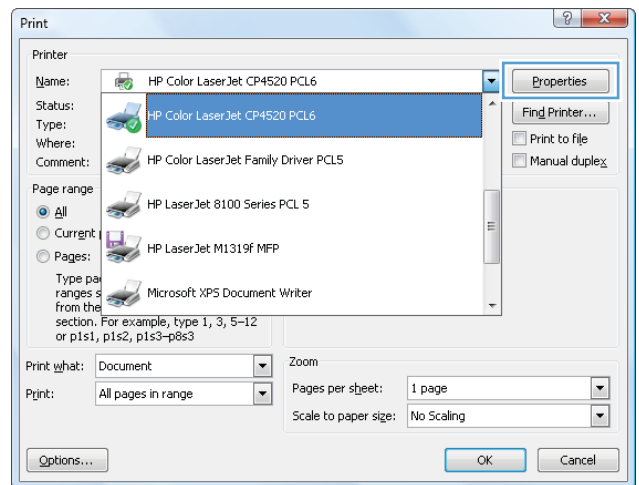 Print
Printer
Name: HP Color LaserJet CP4520 PCL6 Properties
Status: HP Color LaserJet CP4520 PCL6 Find Printer...
Type:
Where: HP Color LaserJet Family Driver PCL5 Print to file
Comment: Manual duplex
Page range
All HP LaserJet 8100 Series PCL 5
Current
Pages: HP LaserJet M1319f MFP
Type
ranges Microsoft XPS Document Writer
from the
section. For example, type 1, 3, 5–12
or p1s1, p1s2, p1s3–p8s3
Print what: Document
Print: All pages in range
Zoom
Pages per sheet: 1 page
Scale to paper size: No Scaling
Options... OK Cancel